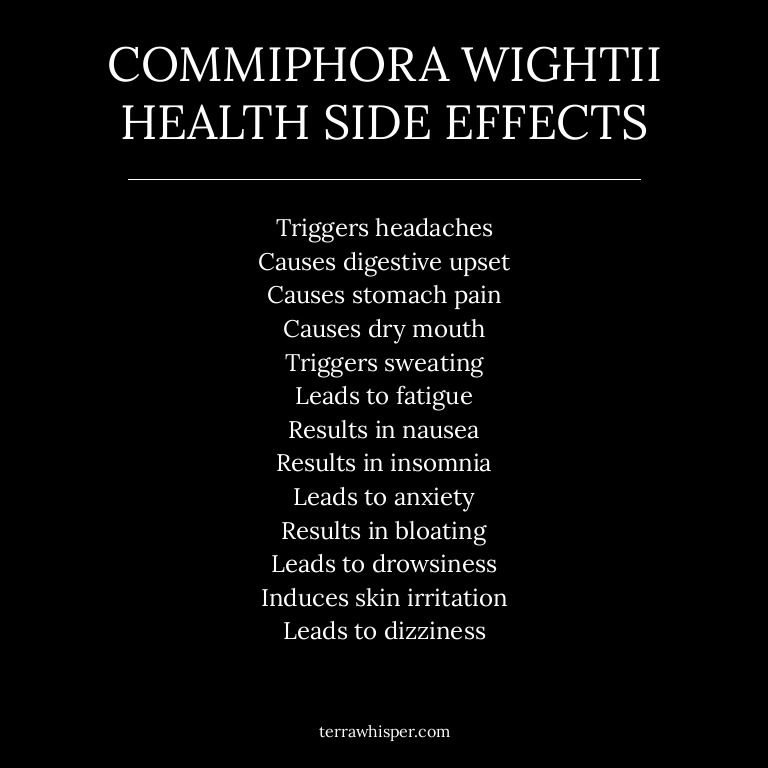 COMMIPHORA WIGHTII
HEALTH SIDE EFFECTS
Triggers headaches
Causes digestive upset
Causes stomach pain
Causes dry mouth
Triggers sweating
Leads to fatigue
Results in nausea
Results in insomnia
Leads to anxiety
Results in bloating
Leads to drowsiness
Induces skin irritation
Leads to dizziness
terrawhisper.com